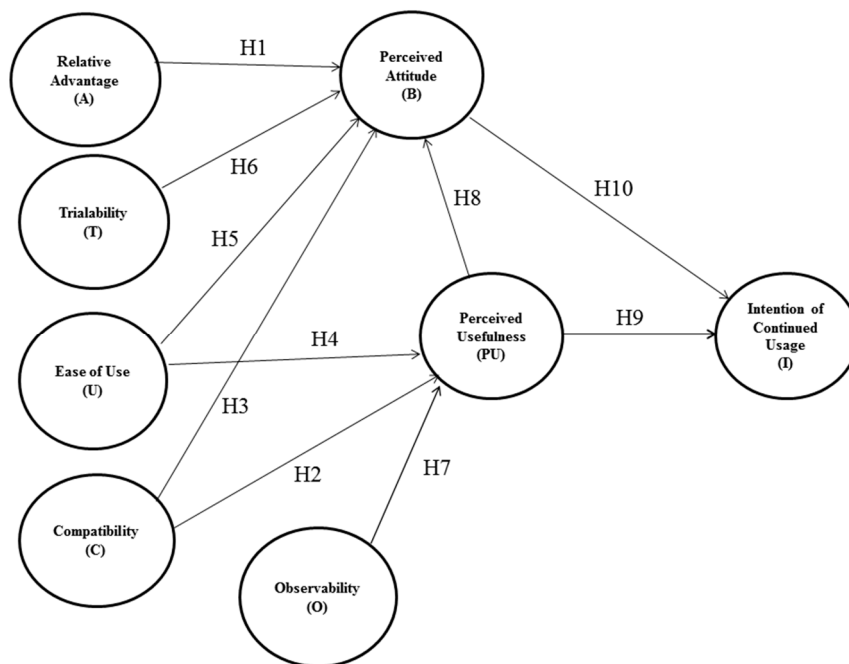 H1
Relative
Advantage
(A)
Perceived
Attitude
(B)
H6
Trialability
(T)
H10
H8
H5
Perceived
Usefulness
(PU)
H9
Intention of
Continued
Usage
(I)
H4
Ease of Use
(U)
H3
H2
H7
Compatibility
(C)
Observability
(O)